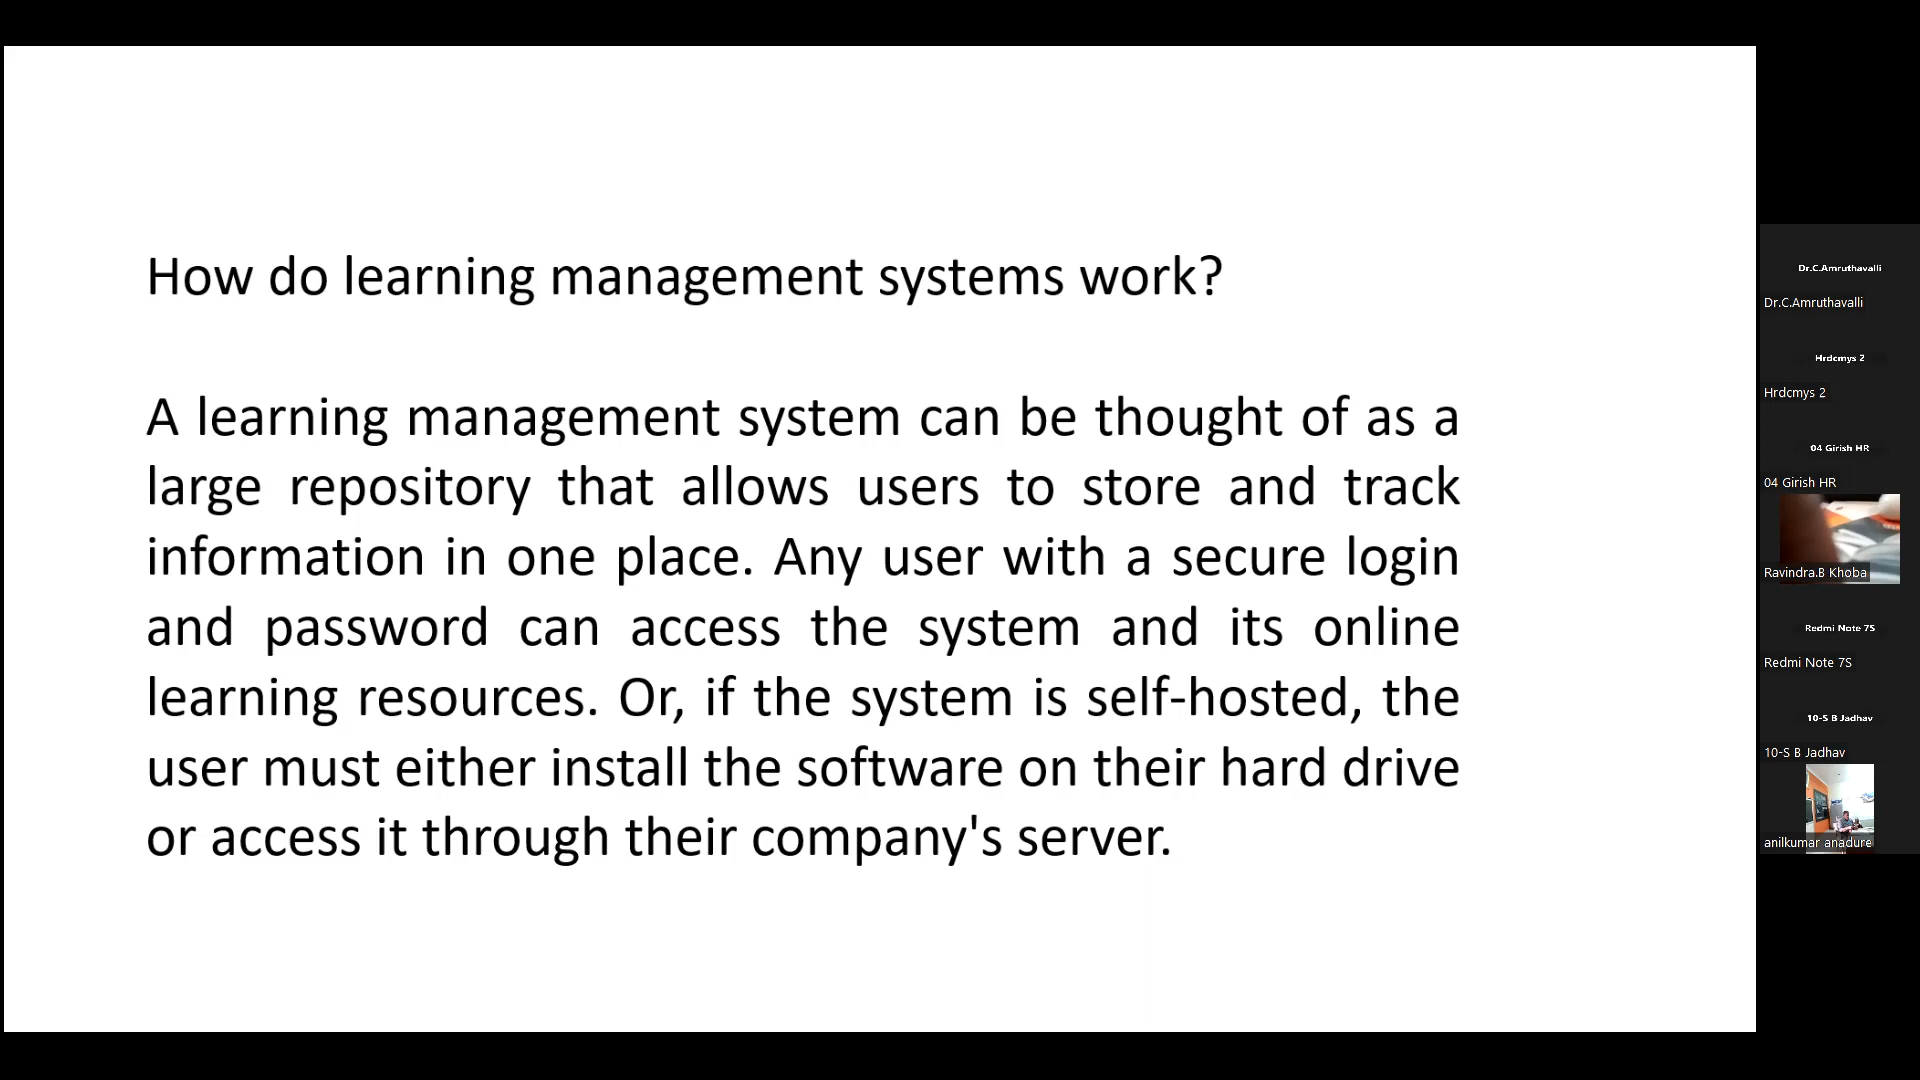 How do learning management systems work?
A learning management system can be thought of as a
large repository that allows users to store and track
information in one place. Any user with a secure login
and password can access the system and its online
learning resources. Or, if the system is self-hosted, the
user must either install the software on their hard drive
or access it through their company's server.
Dr.C.Amruthavalli
Dr.C.Amruthavalli
Hrdcmys 2
Hrdcmys 2
04 Girish HR
04 Girish HR
Ravindra.B Khoba
Redmi Note 7S
Redmi Note 7S
10-S B Jadhav
10-S B Jadhav
anilkumar anadure